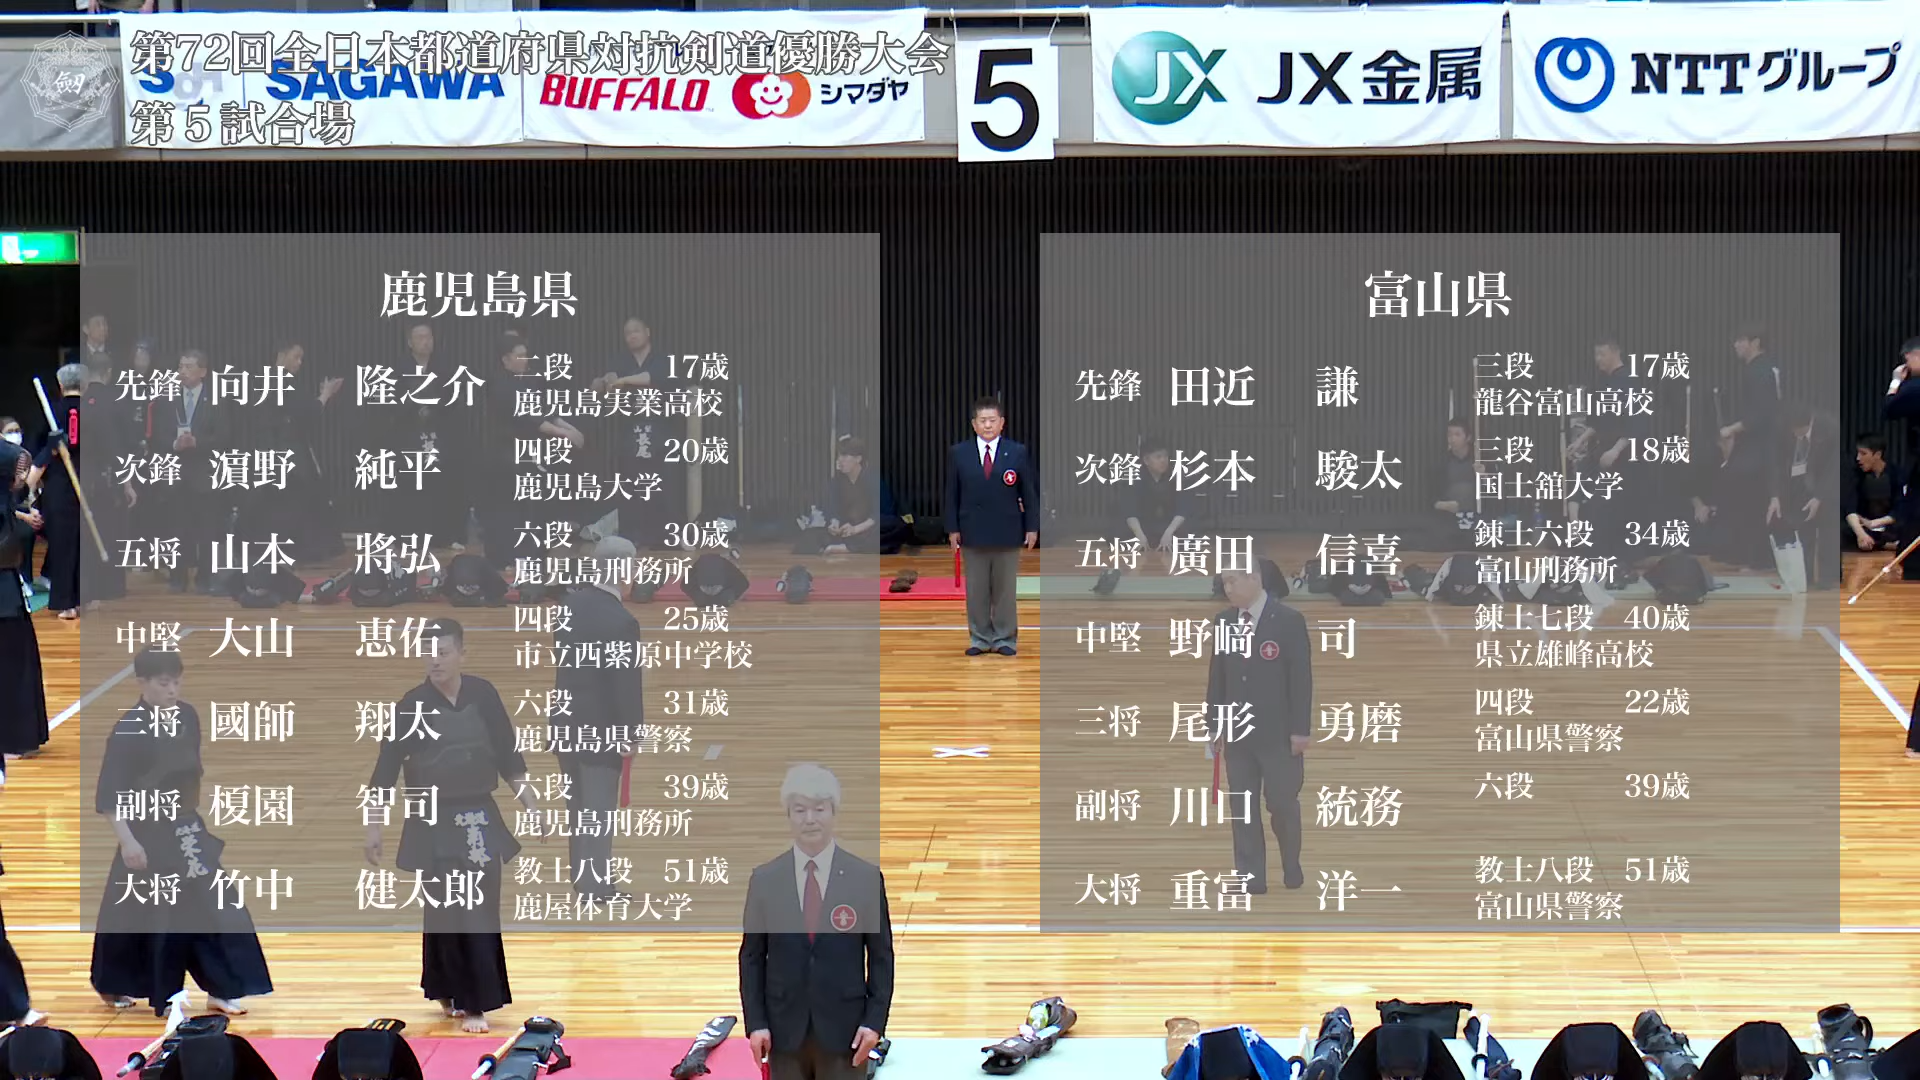 第72回全日本都道府県対抗剣道優勝大会
第5試合場
SAGAWA
BUFFALO
シマダヤ
5
JX
JX金属
NTTグループ
鹿児島県
先鋒 向井 隆之介 二段 17歳
鹿児島実業高校
次鋒 濵野 純平 四段 20歳
鹿児島大学
五将 山本 將弘 六段 30歳
鹿児島刑務所
中堅 大山 恵佑 四段 25歳
市立西紫原中学校
三将 國師 翔太 六段 31歳
鹿児島県警察
副将 榎園 智司 六段 39歳
鹿児島刑務所
大将 竹中 健太郎 教士八段 51歳
鹿屋体育大学
富山県
先鋒 田近 謙 三段 17歳
龍谷富山高校
次鋒 杉本 駿太 三段 18歳
国士舘大学
五将 廣田 信喜 錬士六段 34歳
富山刑務所
中堅 野﨑 司 錬士七段 40歳
県立雄峰高校
三将 尾形 勇磨 四段 22歳
富山県警察
副将 川口 統務 六段 39歳
大将 重富 洋一 教士八段 51歳
富山県警察